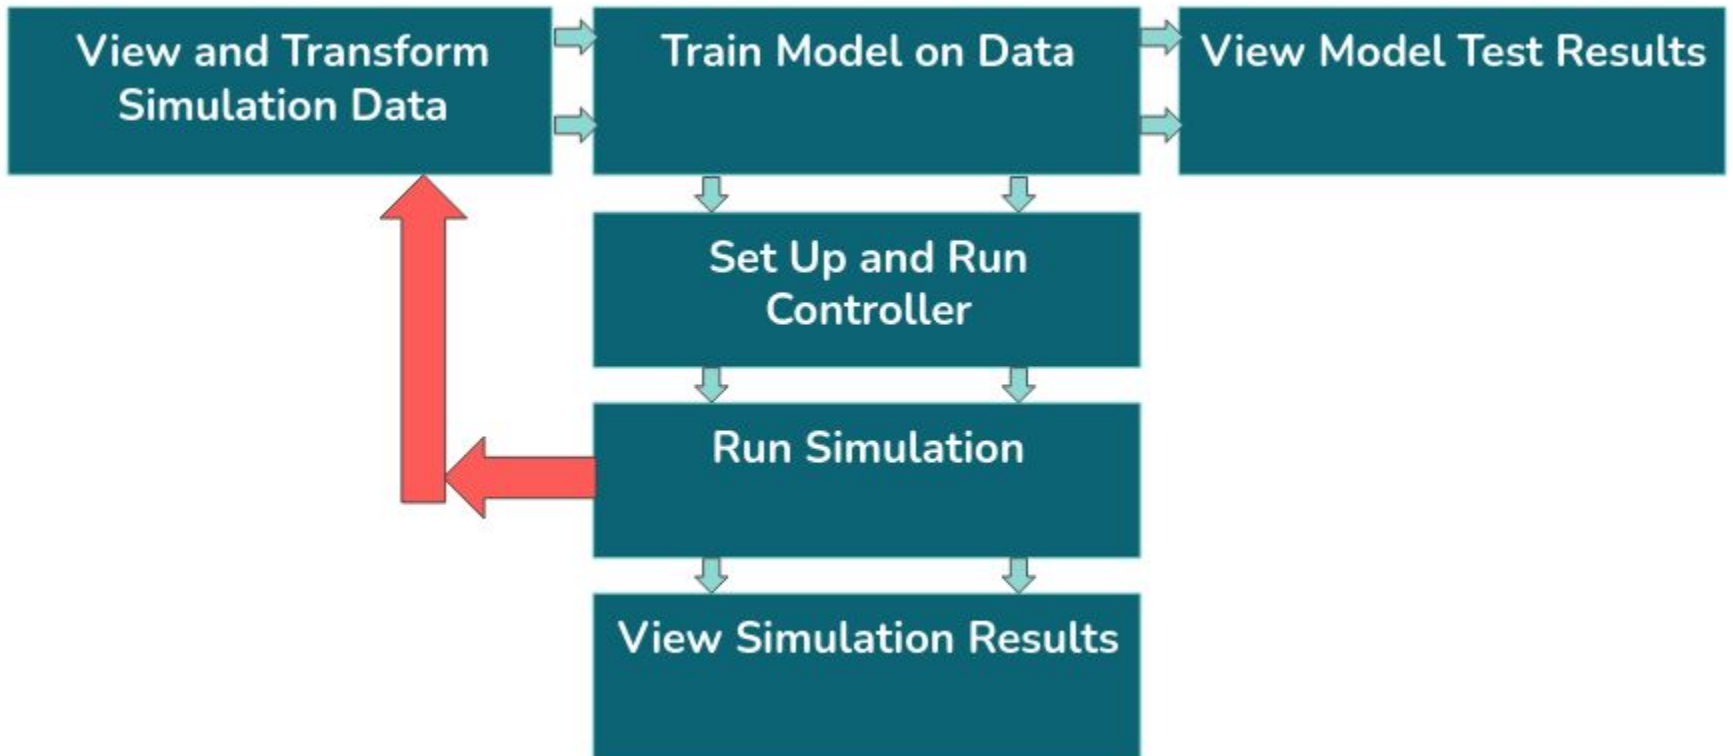 View and Transform
Simulation Data
Train Model on Data
View Model Test Results
Set Up and Run
Controller
Run Simulation
View Simulation Results